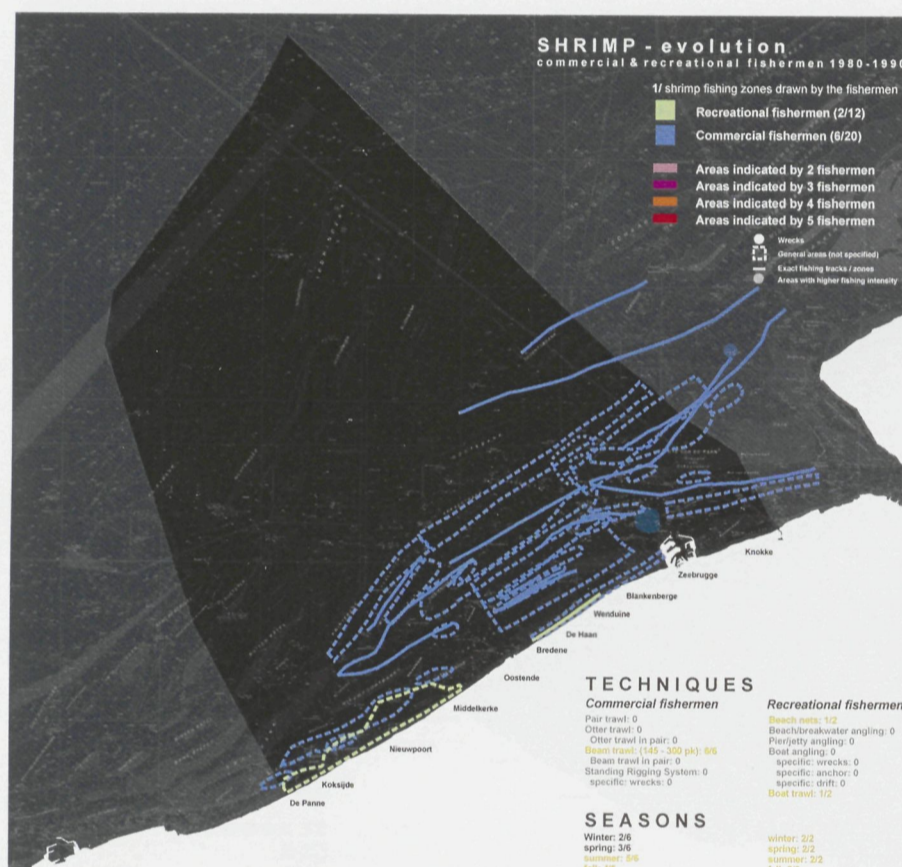 SHRIMP - evolution
commercial & recreational fishermen 1980-1990
1/ shrimp fishing zones drawn by the fishermen
Recreational fishermen (2/12)
Commercial fishermen (6/20)
Areas indicated by 2 fishermen
Areas indicated by 3 fishermen
Areas indicated by 4 fishermen
Areas indicated by 5 fishermen
Wrecks
General areas (not specified)
Exact fishing tracks / zones
Areas with higher fishing intensity
Knokke
Zeebrugge
Blankenberge
Wenduine
De Haan
Bredene
Oostende
Middelkerke
Nieuwpoort
Koksijde
De Panne
TECHNIQUES
Commercial fishermen
Pair trawl: 0
Otter trawl: 0
Otter trawl in pair: 0
Beam trawl: (145 - 300 pk): 6/6
Beam trawl in pair: 0
Standing Rigging System: 0
specific: wrecks: 0
Recreational fishermen
Beach nets: 1/2
Beach/breakwater angling: 0
Pier/jetty angling: 0
Boat angling: 0
specific: wrecks: 0
specific: anchor: 0
specific: drift: 0
Boat trawl: 1/2
SEASONS
Winter: 2/6
spring: 3/6
summer: 5/6
winter: 2/2
spring: 2/2
summer: 2/2